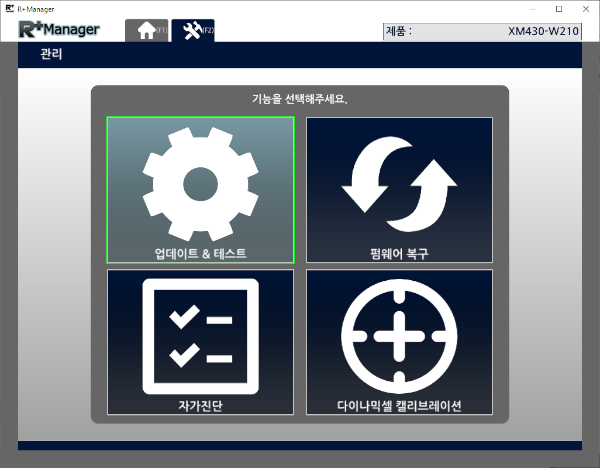 R+Manager
R+Manager (F1) (F2) 제품 : XM430-W210
관리
기능을 선택해주세요.
업데이트 & 테스트 펌웨어 복구
자가진단 다이나믹셀 캘리브레이션